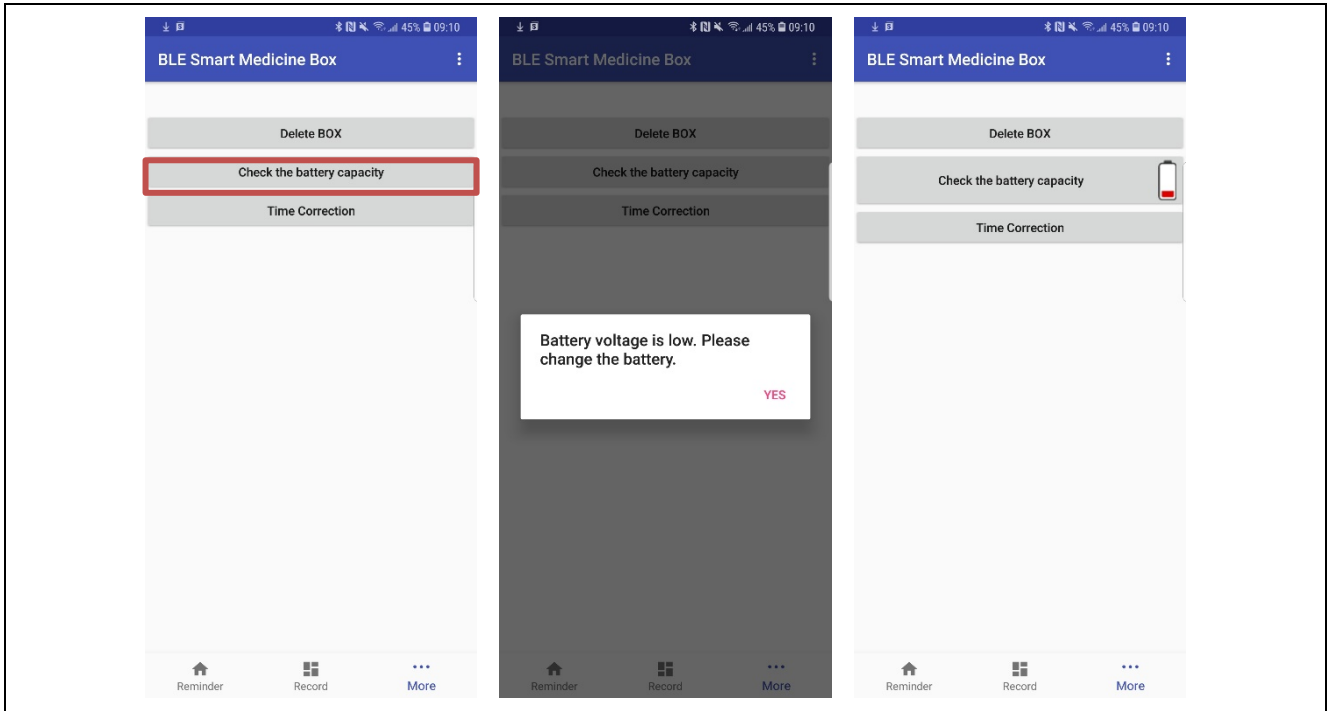 45% 09:10
BLE Smart Medicine Box
Delete BOX
Check the battery capacity
Time Correction
Reminder
Record
More
45% 09:10
BLE Smart Medicine Box
Delete BOX
Check the battery capacity
Time Correction
Battery voltage is low. Please
change the battery.
YES
Reminder
Record
More
45% 09:10
BLE Smart Medicine Box
Delete BOX
Check the battery capacity
Time Correction
Reminder
Record
More